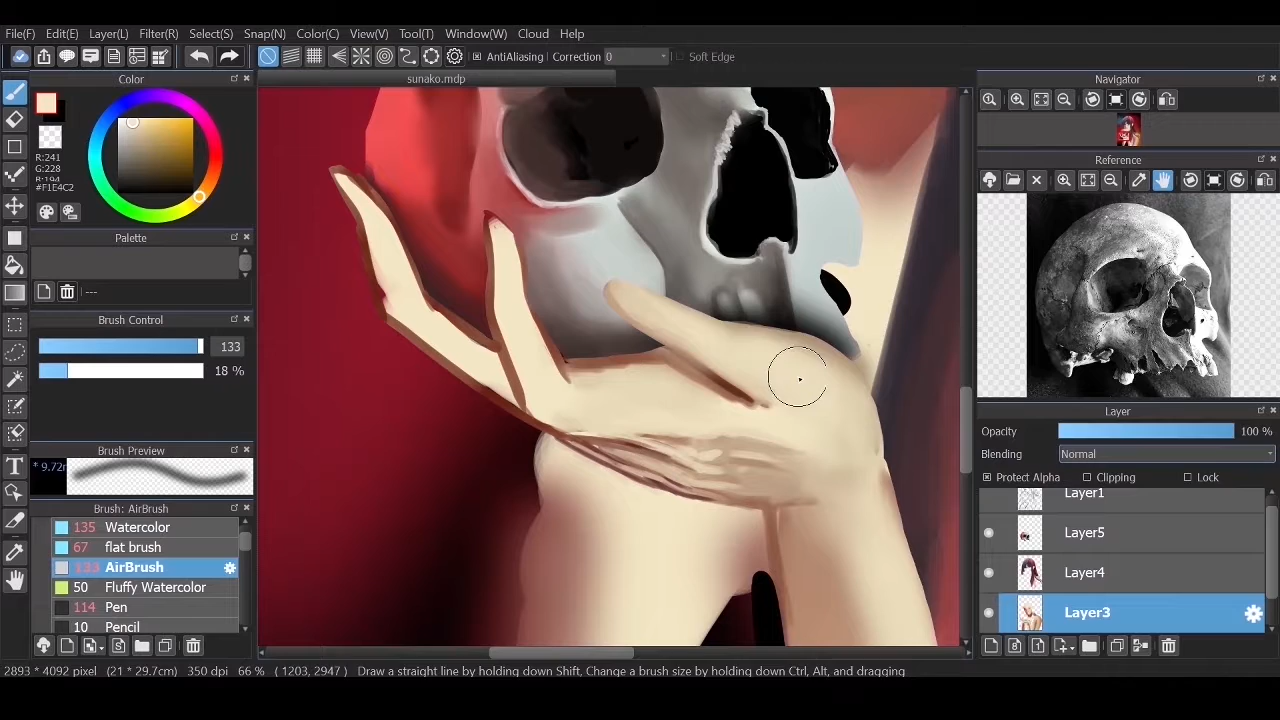 File(F) Edit(E) Layer(L) Filter(R) Select(S) Snap(N) Color(C) View(V) Tool(T) Window(W) Cloud Help
AntiAliasing Correction 0 Soft Edge
Color
sunako.mdp
Navigator
R:241
G:228
B:194
#F1E4C2
Reference
Palette
---
Brush Control
133
18 %
Layer
Opacity 100 %
Blending Normal
Protect Alpha Clipping Lock
Brush Preview
* 9.72
Layer1
Brush: AirBrush
135 Watercolor
67 flat brush
133 AirBrush
50 Fluffy Watercolor
114 Pen
10 Pencil
Layer5
Layer4
Layer3
2893 * 4092 pixel (21 * 29.7cm) 350 dpi 66 % ( 1203, 2947 ) Draw a straight line by holding down Shift, Change a brush size by holding down Ctrl, Alt, and dragging